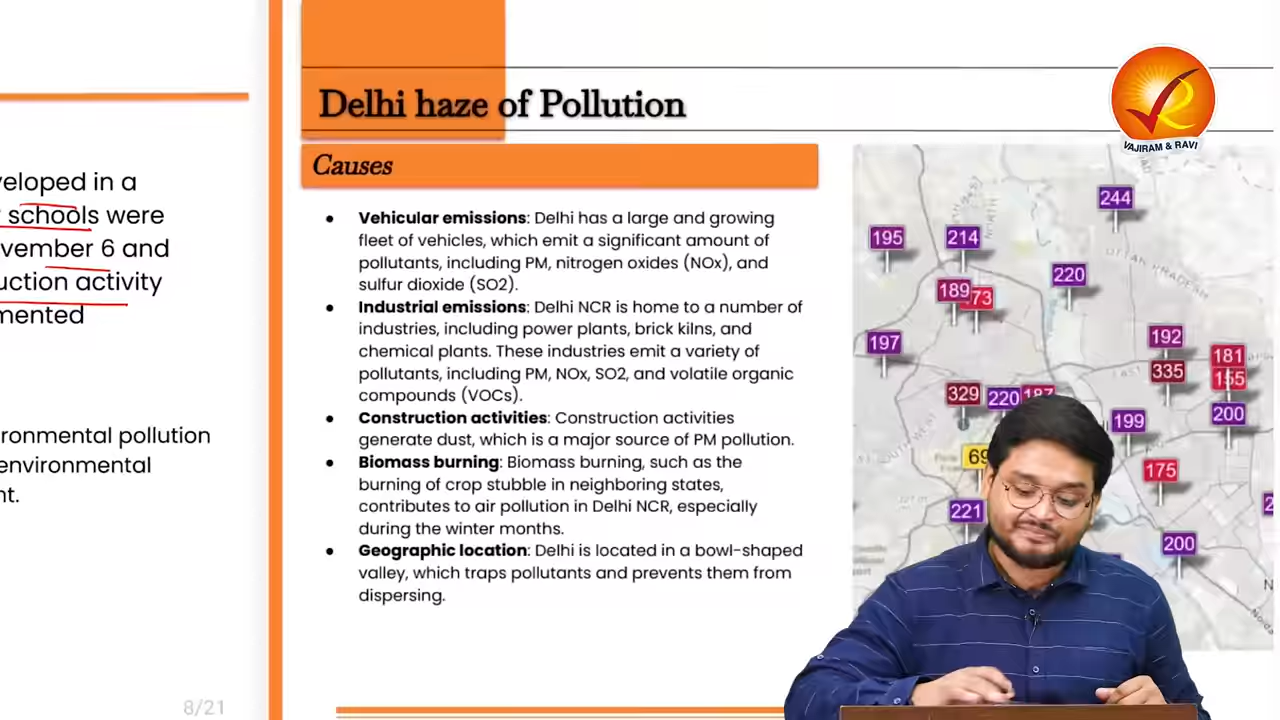 veloped in a
schools were
vember 6 and
uction activity
mented
ironmental pollution
environmental
nt.
8/21
Delhi haze of Pollution
Causes
● Vehicular emissions: Delhi has a large and growing
fleet of vehicles, which emit a significant amount of
pollutants, including PM, nitrogen oxides (NOx), and
sulfur dioxide (SO2).
● Industrial emissions: Delhi NCR is home to a number of
industries, including power plants, brick kilns, and
chemical plants. These industries emit a variety of
pollutants, including PM, NOx, SO2, and volatile organic
compounds (VOCs).
● Construction activities: Construction activities
generate dust, which is a major source of PM pollution.
● Biomass burning: Biomass burning, such as the
burning of crop stubble in neighboring states,
contributes to air pollution in Delhi NCR, especially
during the winter months.
● Geographic location: Delhi is located in a bowl-shaped
valley, which traps pollutants and prevents them from
dispersing.
VAJIRAM & RAVI
244
195
214
UTTAR PRADESH
220
189
73
197
192
181
335
155
329
220
187
200
199
69
175
221
200
Noida